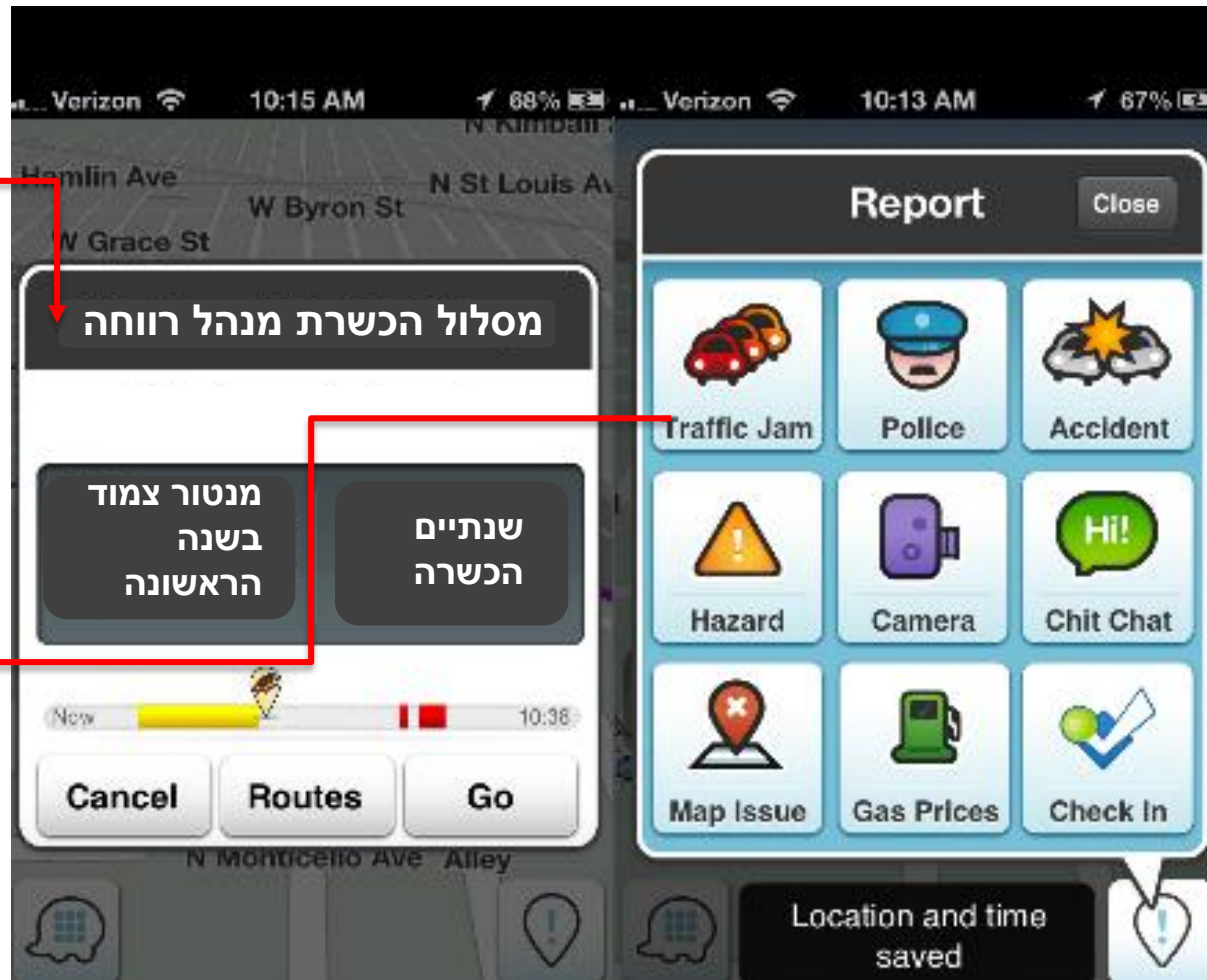 Verizon 10:15 AM 68%
N Kimball
Hamlin Ave
N St Louis Av
W Byron St
W Grace St
מסלול הכשרת מנהל רווחה
שנתיים
הכשרה
מנטור צמוד
בשנה
הראשונה
Now 10:38
Cancel Routes Go
N Monticello Ave Alley
Verizon 10:13 AM 67%
Report Close
Traffic Jam Police Accident
Hazard Camera Hi! Chit Chat
Map Issue Gas Prices Check In
Location and time
saved